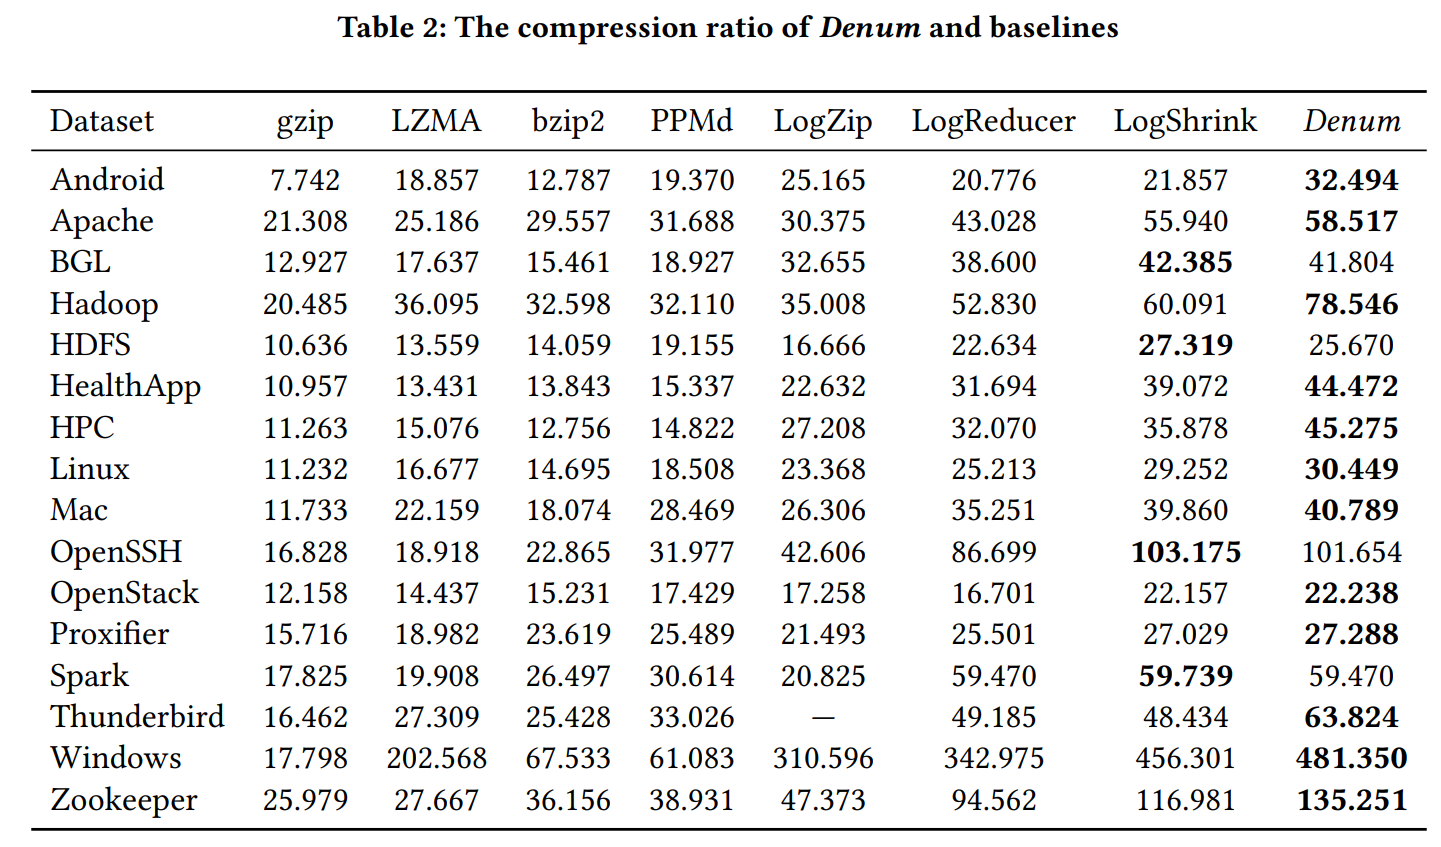 Table 2: The compression ratio of Denum and baselines
Dataset gzip LZMA bzip2 PPMd LogZip LogReducer LogShrink Denum
Android 7.742 18.857 12.787 19.370 25.165 20.776 21.857 32.494
Apache 21.308 25.186 29.557 31.688 30.375 43.028 55.940 58.517
BGL 12.927 17.637 15.461 18.927 32.655 38.600 42.385 41.804
Hadoop 20.485 36.095 32.598 32.110 35.008 52.830 60.091 78.546
HDFS 10.636 13.559 14.059 19.155 16.666 22.634 27.319 25.670
HealthApp 10.957 13.431 13.843 15.337 22.632 31.694 39.072 44.472
HPC 11.263 15.076 12.756 14.822 27.208 32.070 35.878 45.275
Linux 11.232 16.677 14.695 18.508 23.368 25.213 29.252 30.449
Mac 11.733 22.159 18.074 28.469 26.306 35.251 39.860 40.789
OpenSSH 16.828 18.918 22.865 31.977 42.606 86.699 103.175 101.654
OpenStack 12.158 14.437 15.231 17.429 17.258 16.701 22.157 22.238
Proxifier 15.716 18.982 23.619 25.489 21.493 25.501 27.029 27.288
Spark 17.825 19.908 26.497 30.614 20.825 59.470 59.739 59.470
Thunderbird 16.462 27.309 25.428 33.026 — 49.185 48.434 63.824
Windows 17.798 202.568 67.533 61.083 310.596 342.975 456.301 481.350
Zookeeper 25.979 27.667 36.156 38.931 47.373 94.562 116.981 135.251